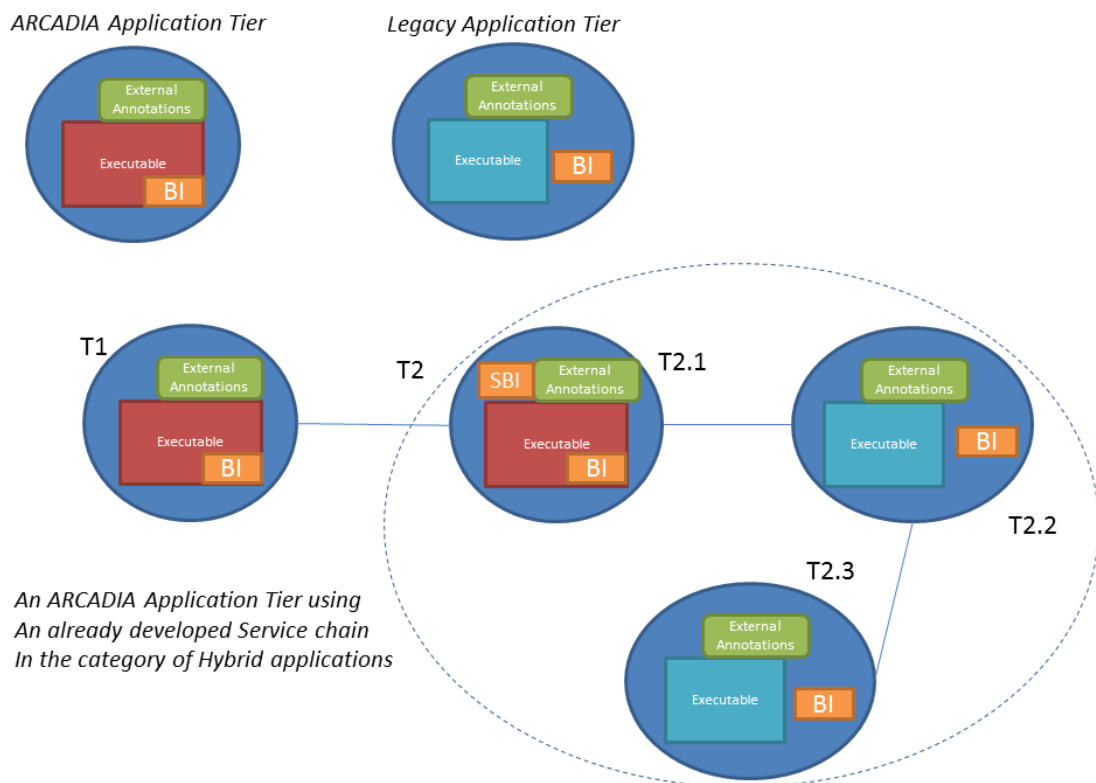 ARCADIA Application Tier
Legacy Application Tier
External
Annotations
Executable
BI
External
Annotations
Executable
BI
T1
External
Annotations
Executable
BI
T2
SBI
External
Annotations
Executable
BI
T2.1
External
Annotations
Executable
BI
T2.2
T2.3
External
Annotations
Executable
BI
An ARCADIA Application Tier using
An already developed Service chain
In the category of Hybrid applications